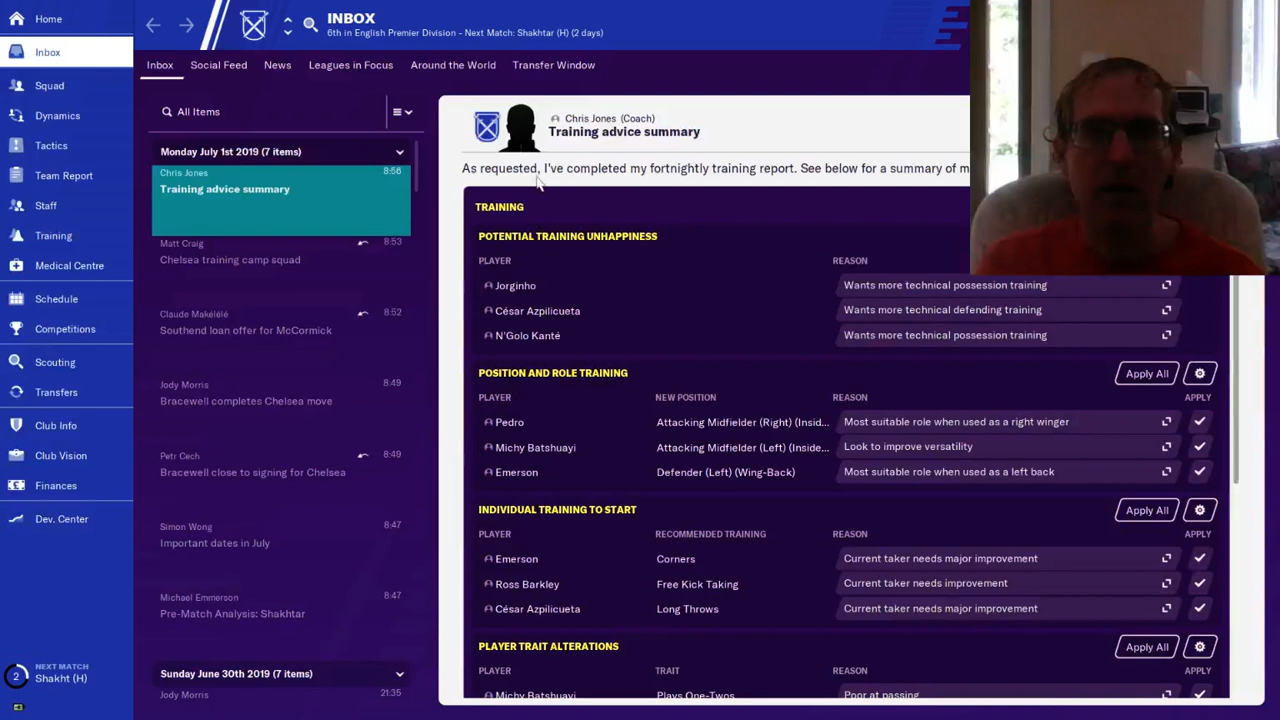 Home
INBOX
6th in English Premier Division - Next Match: Shakhtar (H) (2 days)
Inbox
Squad
Dynamics
Tactics
Team Report
Staff
Training
Medical Centre
Schedule
Competitions
Scouting
Transfers
Club Info
Club Vision
Finances
Dev. Center
2
NEXT MATCH
Shakht (H)
Inbox Social Feed News Leagues in Focus Around the World Transfer Window
All Items
Monday July 1st 2019 (7 items)
Chris Jones 8:56
Training advice summary
Matt Craig 8:53
Chelsea training camp squad
Claude Makélélé 8:52
Southend loan offer for McCormick
Jody Morris 8:49
Bracewell completes Chelsea move
Petr Cech 8:49
Bracewell close to signing for Chelsea
Simon Wong 8:47
Important dates in July
Michael Emmerson 8:47
Pre-Match Analysis: Shakhtar
Sunday June 30th 2019 (7 items)
Jody Morris 21:35
Chris Jones (Coach)
Training advice summary
As requested, I've completed my fortnightly training report. See below for a summary of m
TRAINING
POTENTIAL TRAINING UNHAPPINESS
PLAYER REASON
Jorginho Wants more technical possession training
César Azpilicueta Wants more technical defending training
N'Golo Kanté Wants more technical possession training
POSITION AND ROLE TRAINING Apply All
PLAYER NEW POSITION REASON APPLY
Pedro Attacking Midfielder (Right) (Insid... Most suitable role when used as a right winger
Michy Batshuayi Attacking Midfielder (Left) (Inside... Look to improve versatility
Emerson Defender (Left) (Wing-Back) Most suitable role when used as a left back
INDIVIDUAL TRAINING TO START Apply All
PLAYER RECOMMENDED TRAINING REASON APPLY
Emerson Corners Current taker needs major improvement
Ross Barkley Free Kick Taking Current taker needs improvement
César Azpilicueta Long Throws Current taker needs major improvement
PLAYER TRAIT ALTERATIONS Apply All
PLAYER TRAIT REASON APPLY
Michy Batshuayi Plays One-Twos Poor at passing